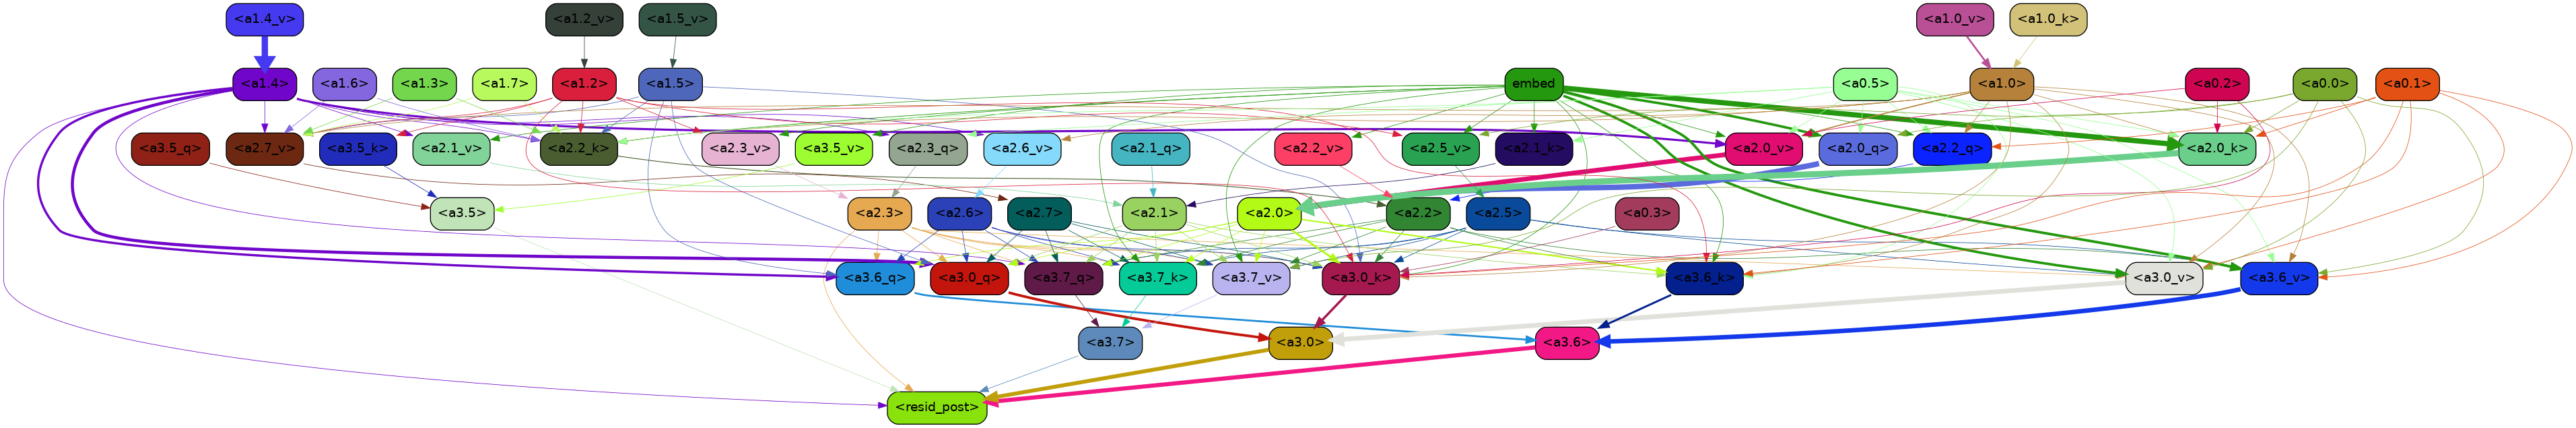 <a1.4_v> <a1.2_v> <a1.5_v> <a1.0_v> <a1.0_k>
<a1.4> <a1.6> <a1.3> <a1.7> <a1.2> <a1.5> embed <a0.5> <a1.0> <a0.2> <a0.0> <a0.1>
<a3.5_q> <a2.7_v> <a3.5_k> <a2.1_v> <a2.2_k> <a2.3_v> <a3.5_v> <a2.3_q> <a2.6_v> <a2.1_q> <a2.2_v> <a2.5_v> <a2.1_k> <a2.0_v> <a2.0_q> <a2.2_q> <a2.0_k>
<a3.5> <a2.3> <a2.6> <a2.7> <a2.1> <a2.0> <a2.2> <a2.5> <a0.3>
<a3.6_q> <a3.0_q> <a3.7_q> <a3.7_k> <a3.7_v> <a3.0_k> <a3.6_k> <a3.0_v> <a3.6_v>
<a3.7> <a3.0> <a3.6>
<resid_post>